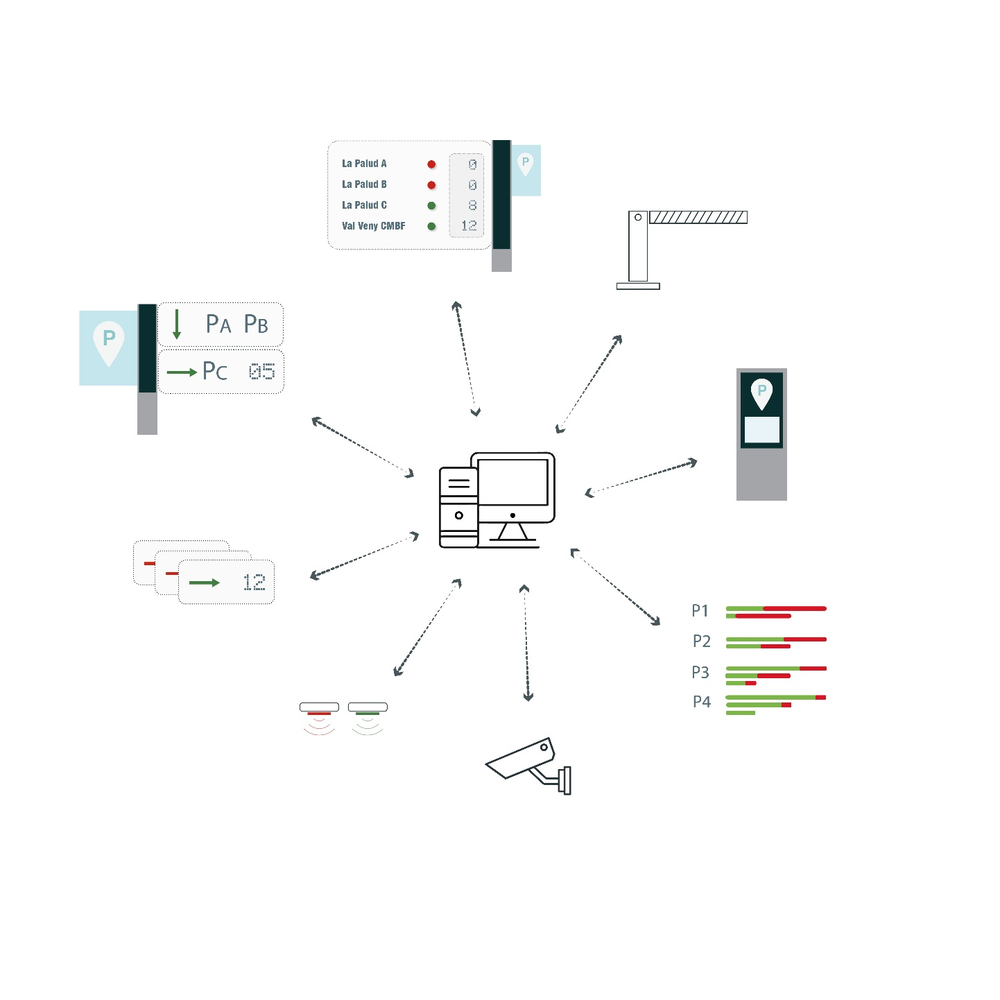 La Palud A 0
La Palud B 0
La Palud C 8
Val Veny CMBF 12
P
P
PA PB
PC 05
P
12
P1
P2
P3
P4